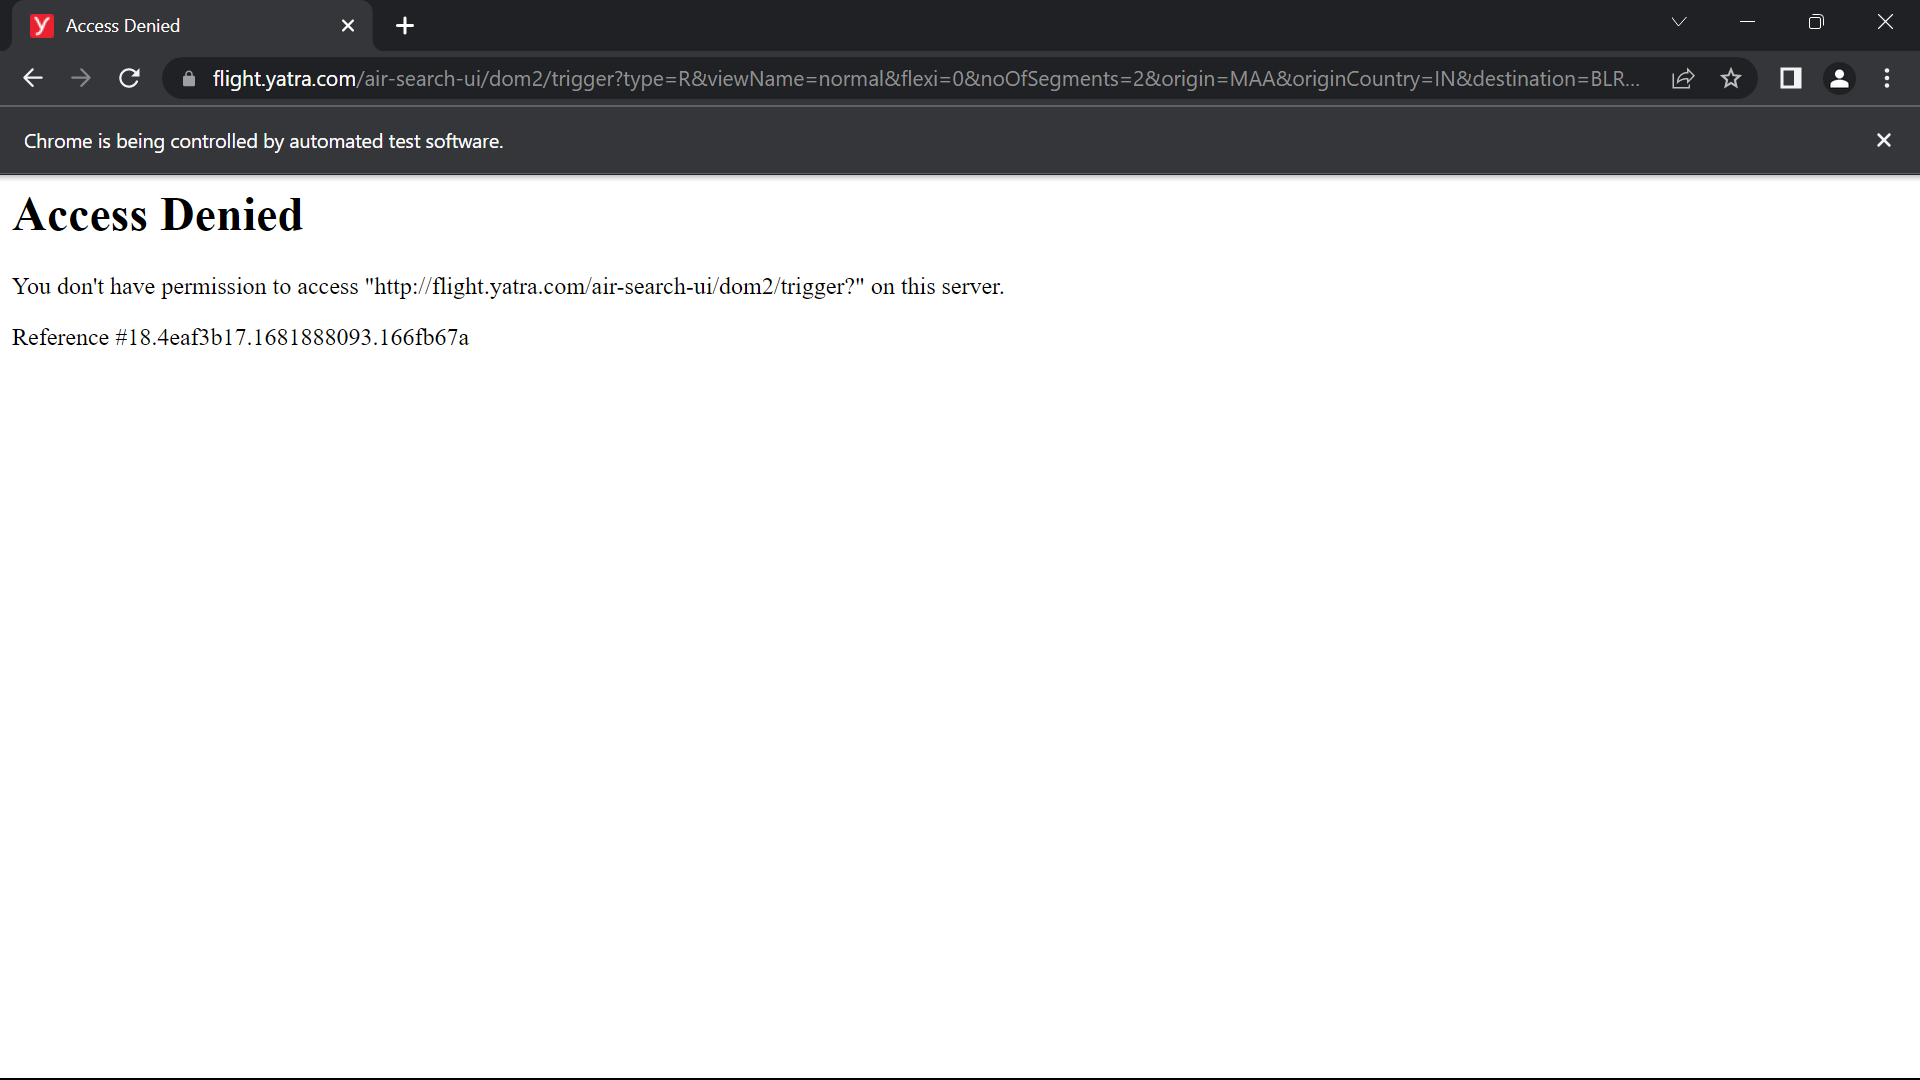 y Access Denied
flight.yatra.com/air-search-ui/dom2/trigger?type=R&viewName=normal&flexi=0&noOfSegments=2&origin=MAA&originCountry=IN&destination=BLR...
Chrome is being controlled by automated test software.
Access Denied
You don't have permission to access "http://flight.yatra.com/air-search-ui/dom2/trigger?" on this server.
Reference #18.4eaf3b17.1681888093.166fb67a